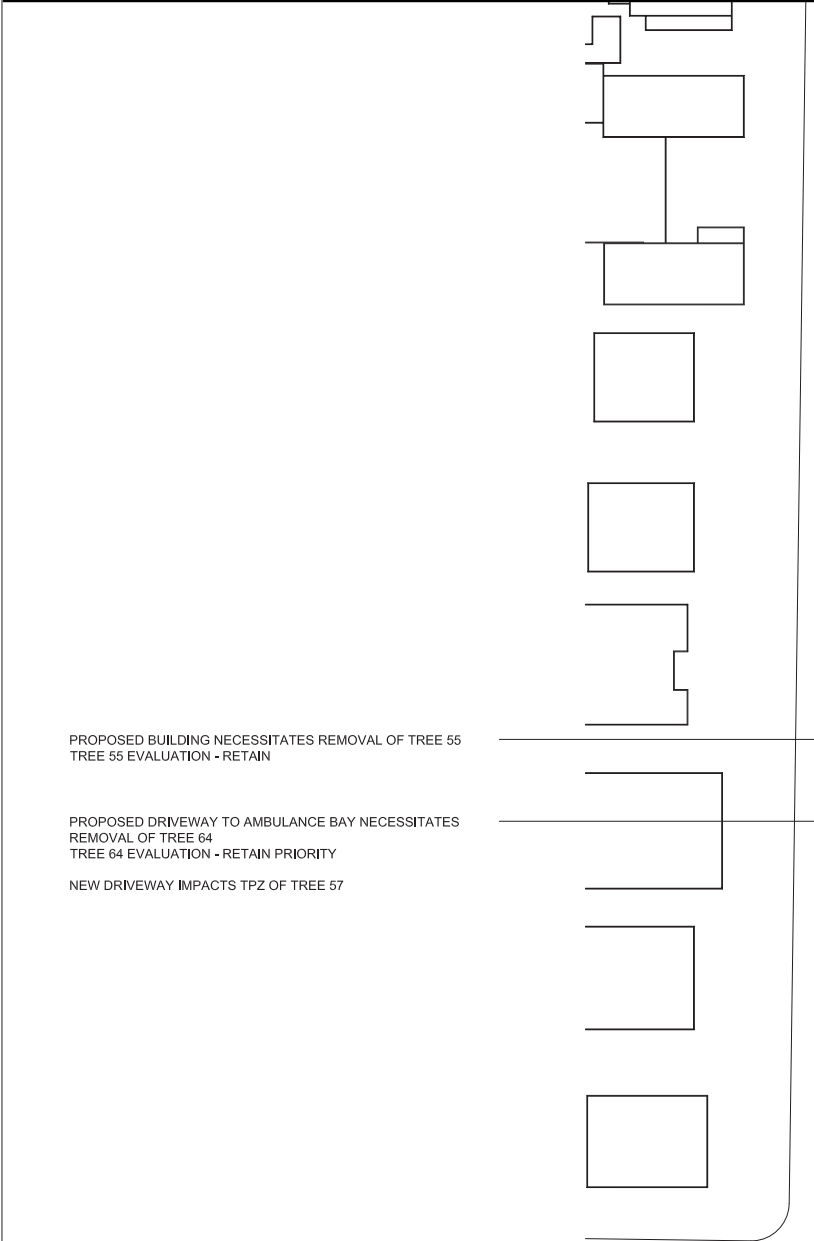 PROPOSED BUILDING NECESSITATES REMOVAL OF TREE 55
TREE 55 EVALUATION - RETAIN
PROPOSED DRIVEWAY TO AMBULANCE BAY NECESSITATES
REMOVAL OF TREE 64
TREE 64 EVALUATION - RETAIN PRIORITY
NEW DRIVEWAY IMPACTS TPZ OF TREE 57